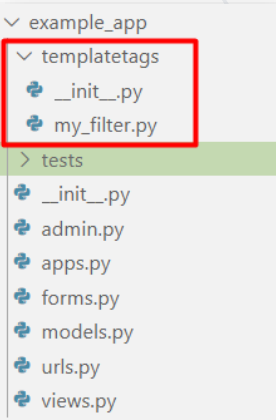 example_app
templatetags
__init__.py
my_filter.py
tests
__init__.py
admin.py
apps.py
forms.py
models.py
urls.py
views.py